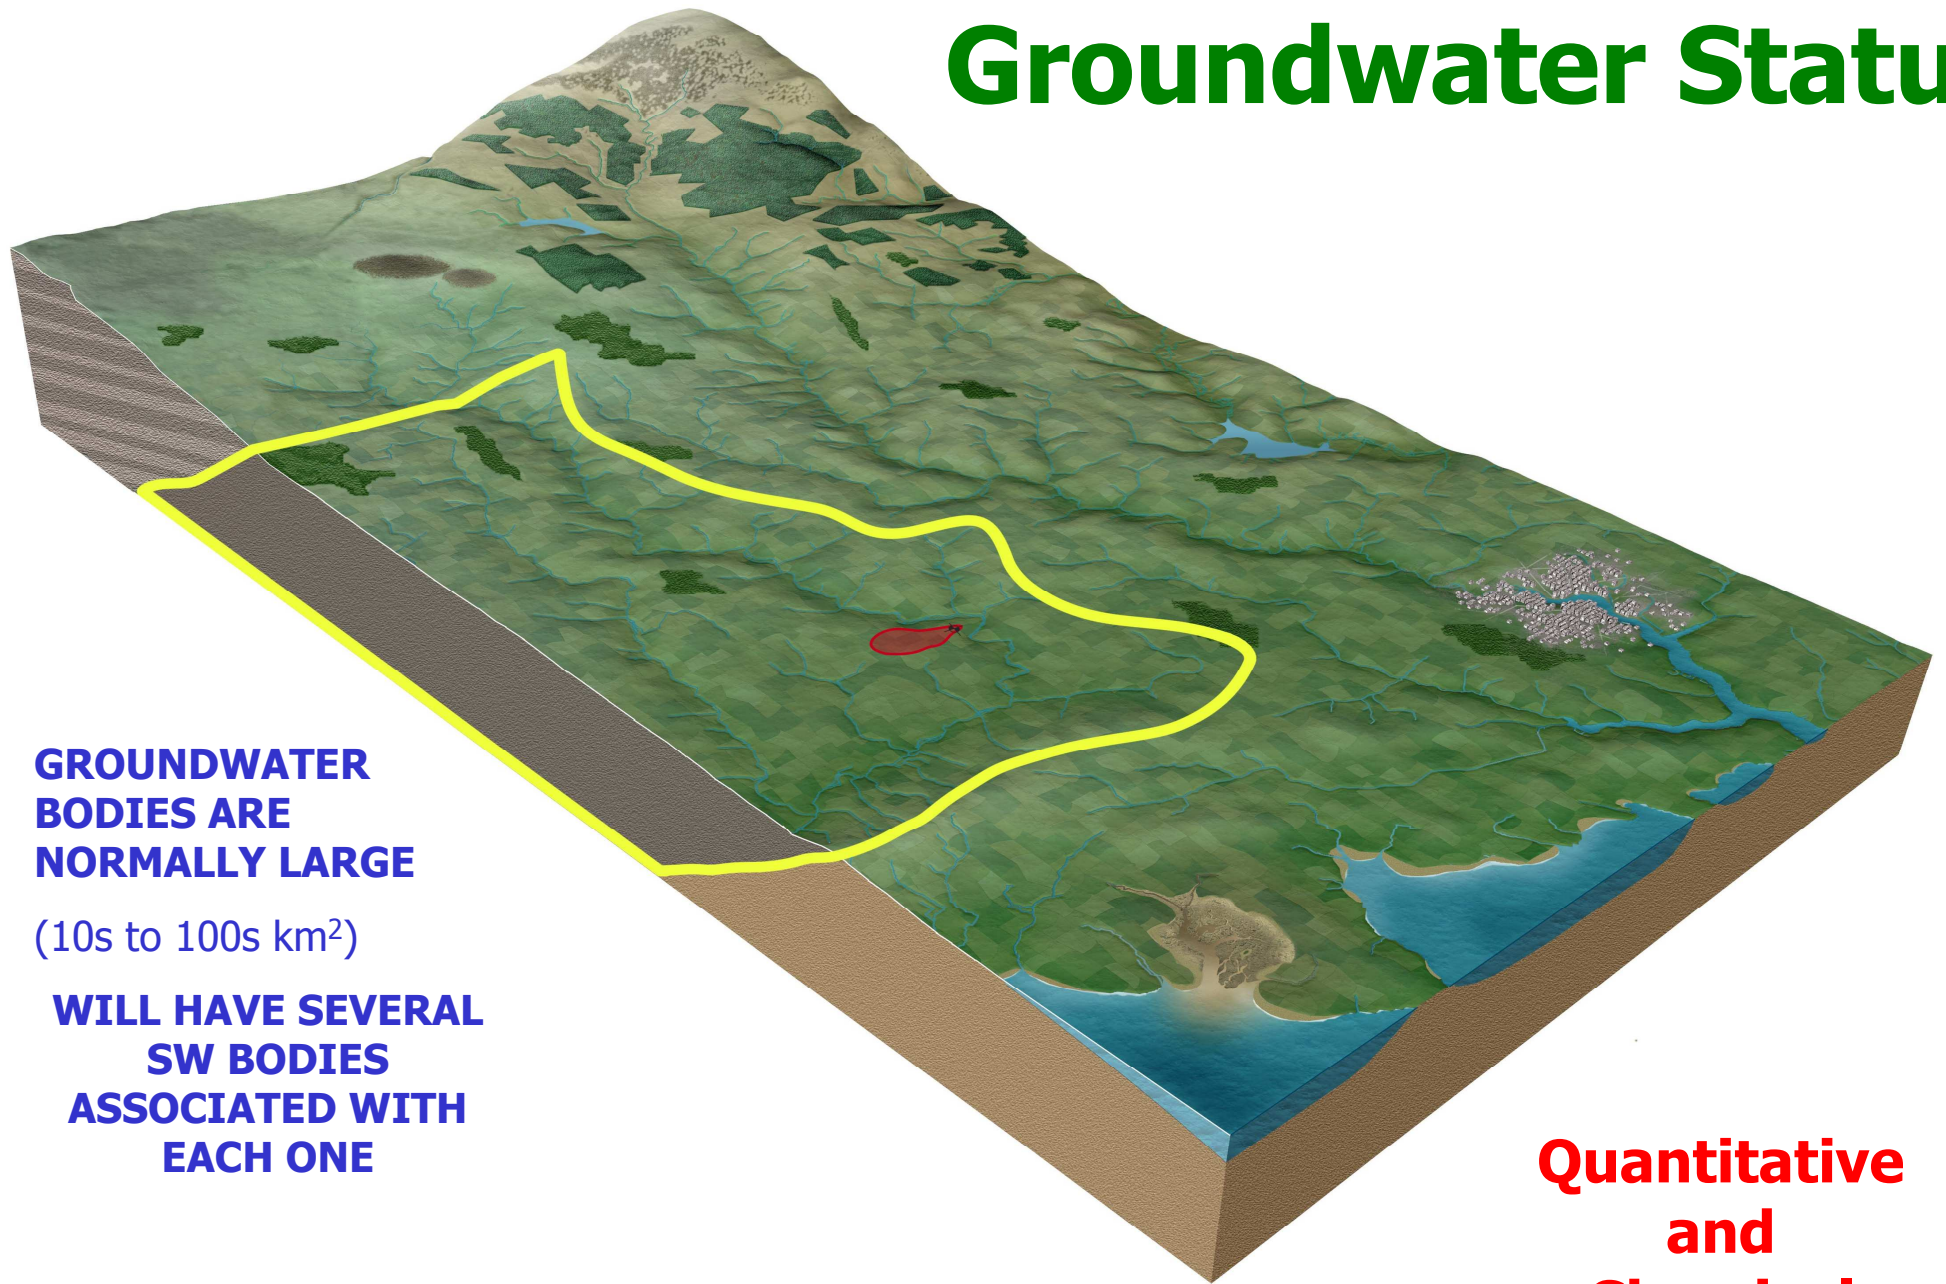 Groundwater Statu
GROUNDWATER
BODIES ARE
NORMALLY LARGE
(10s to 100s km²)
WILL HAVE SEVERAL
SW BODIES
ASSOCIATED WITH
EACH ONE
Quantitative
and